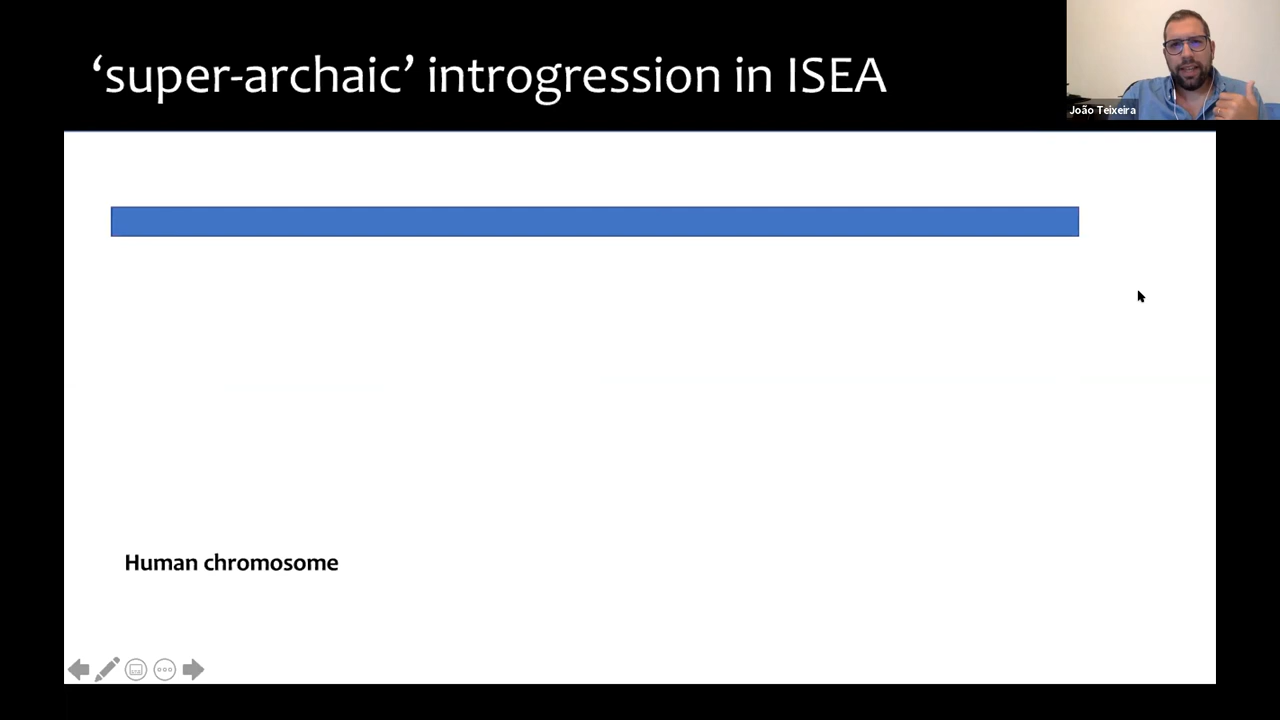 ‘super-archaic’ introgression in ISEA
João Teixeira
Human chromosome